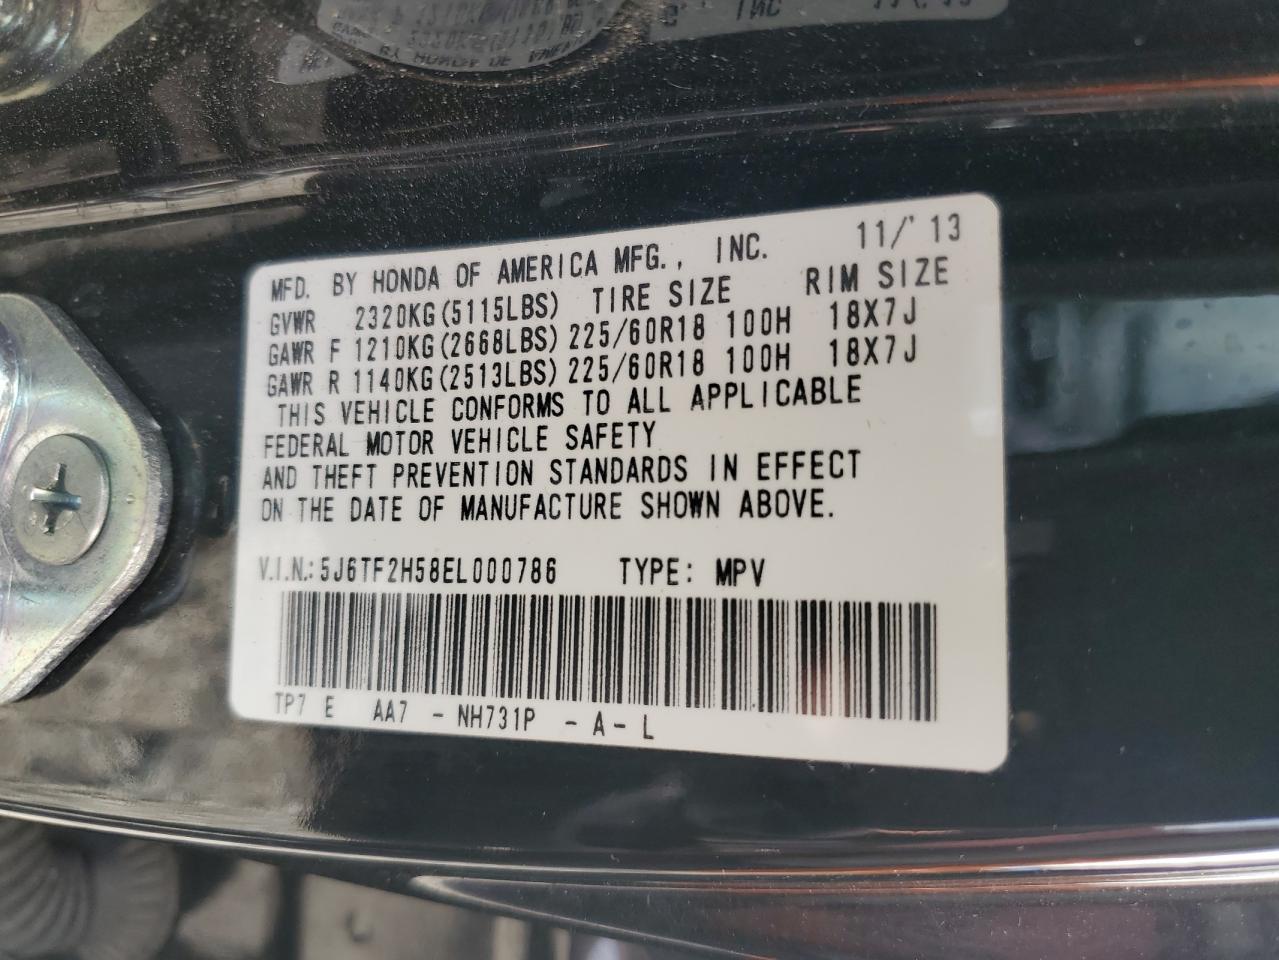 MFD. BY HONDA OF AMERICA MFG., INC. 11/'13
GVWR 2320KG(5115LBS) TIRE SIZE RIM SIZE
GAWR F 1210KG(2668LBS) 225/60R18 100H 18X7J
GAWR R 1140KG(2513LBS) 225/60R18 100H 18X7J
THIS VEHICLE CONFORMS TO ALL APPLICABLE
FEDERAL MOTOR VEHICLE SAFETY
AND THEFT PREVENTION STANDARDS IN EFFECT
ON THE DATE OF MANUFACTURE SHOWN ABOVE.
V.I.N.: 5J6TF2H58EL000786 TYPE: MPV
TP7 E AA7 - NH731P - A - L